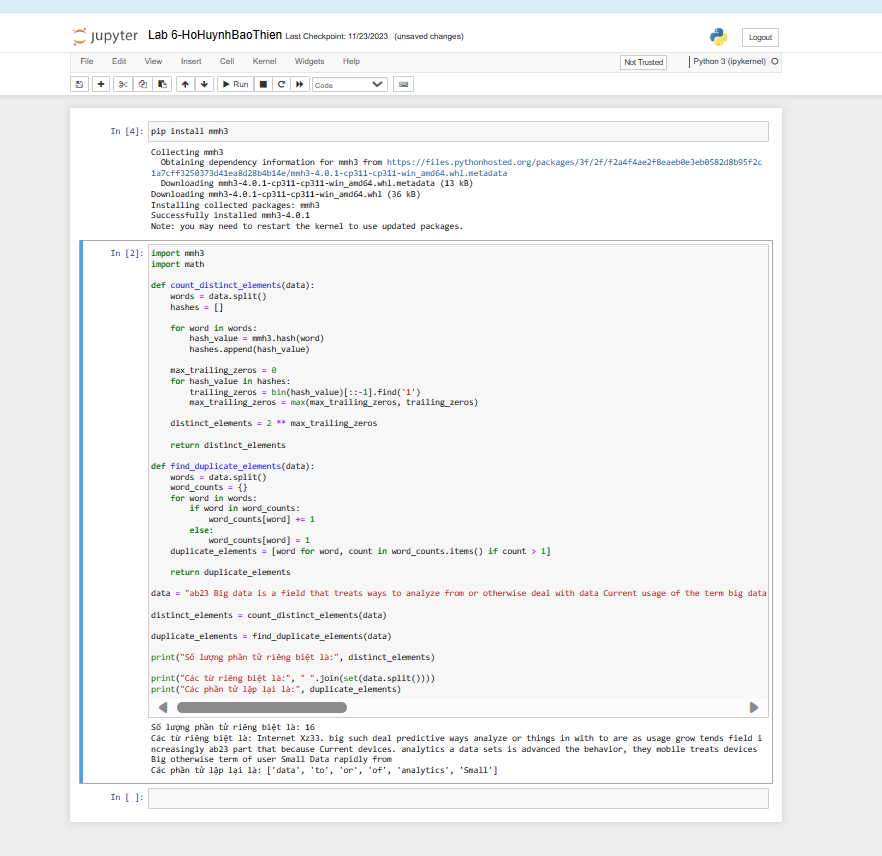 jupyter Lab 6-HoHuynhBaoThien Last Checkpoint: 11/23/2023 (unsaved changes) Logout
File Edit View Insert Cell Kernel Widgets Help Not Trusted Python 3 (ipykernel)
Run Code
In [4]: pip install mmh3
Collecting mmh3
Obtaining dependency information for mmh3 from https://files.pythonhosted.org/packages/3f/2f/f2a4f4ae2f8eaeb0e3eb0582d8b95f2c
1a7cff3250373d41ea8d28b4b14e/mmh3-4.0.1-cp311-cp311-win_amd64.whl.metadata
Downloading mmh3-4.0.1-cp311-cp311-win_amd64.whl.metadata (13 kB)
Downloading mmh3-4.0.1-cp311-cp311-win_amd64.whl (36 kB)
Installing collected packages: mmh3
Successfully installed mmh3-4.0.1
Note: you may need to restart the kernel to use updated packages.
In [2]: import mmh3
import math
def count_distinct_elements(data):
words = data.split()
hashes = []
for word in words:
hash_value = mmh3.hash(word)
hashes.append(hash_value)
max_trailing_zeros = 0
for hash_value in hashes:
trailing_zeros = bin(hash_value)[::-1].find('1')
max_trailing_zeros = max(max_trailing_zeros, trailing_zeros)
distinct_elements = 2 ** max_trailing_zeros
return distinct_elements
def find_duplicate_elements(data):
words = data.split()
word_counts = {}
for word in words:
if word in word_counts:
word_counts[word] += 1
else:
word_counts[word] = 1
duplicate_elements = [word for word, count in word_counts.items() if count > 1]
return duplicate_elements
data = "ab23 Big data is a field that treats ways to analyze from or otherwise deal with data Current usage of the term big data
distinct_elements = count_distinct_elements(data)
duplicate_elements = find_duplicate_elements(data)
print("Số lượng phần tử riêng biệt là:", distinct_elements)
print("Các từ riêng biệt là:", " ".join(set(data.split())))
print("Các phần tử lặp lại là:", duplicate_elements)
Số lượng phần tử riêng biệt là: 16
Các từ riêng biệt là: Internet Xz33. big such deal predictive ways analyze or things in with to are as usage grow tends field i
ncreasingly ab23 part that because Current devices. analytics a data sets is advanced the behavior, they mobile treats devices
Big otherwise term of user Small Data rapidly from
Các phần tử lặp lại là: ['data', 'to', 'or', 'of', 'analytics', 'Small']
In [ ]: